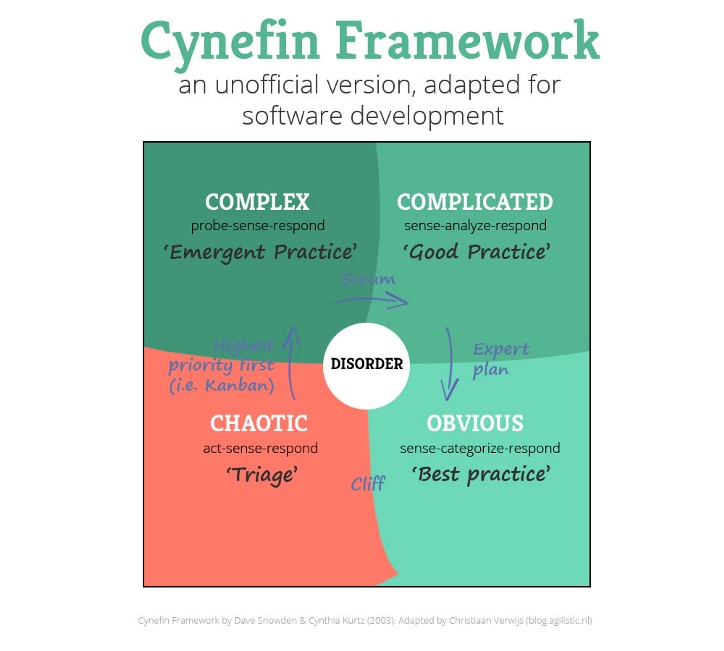 Cynefin Framework
an unofficial version, adapted for
software development
COMPLEX
probe-sense-respond
‘Emergent Practice’
COMPLICATED
sense-analyze-respond
‘Good Practice’
Scrum
Highest
priority first
(i.e. Kanban)
DISORDER
Expert
plan
CHAOTIC
act-sense-respond
‘Triage’
OBVIOUS
sense-categorize-respond
‘Best practice’
Cliff
Cynefin Framework by Dave Snowden & Cynthia Kurtz (2003). Adapted by Christiaan Verwijs (blog.agilistic.nl)